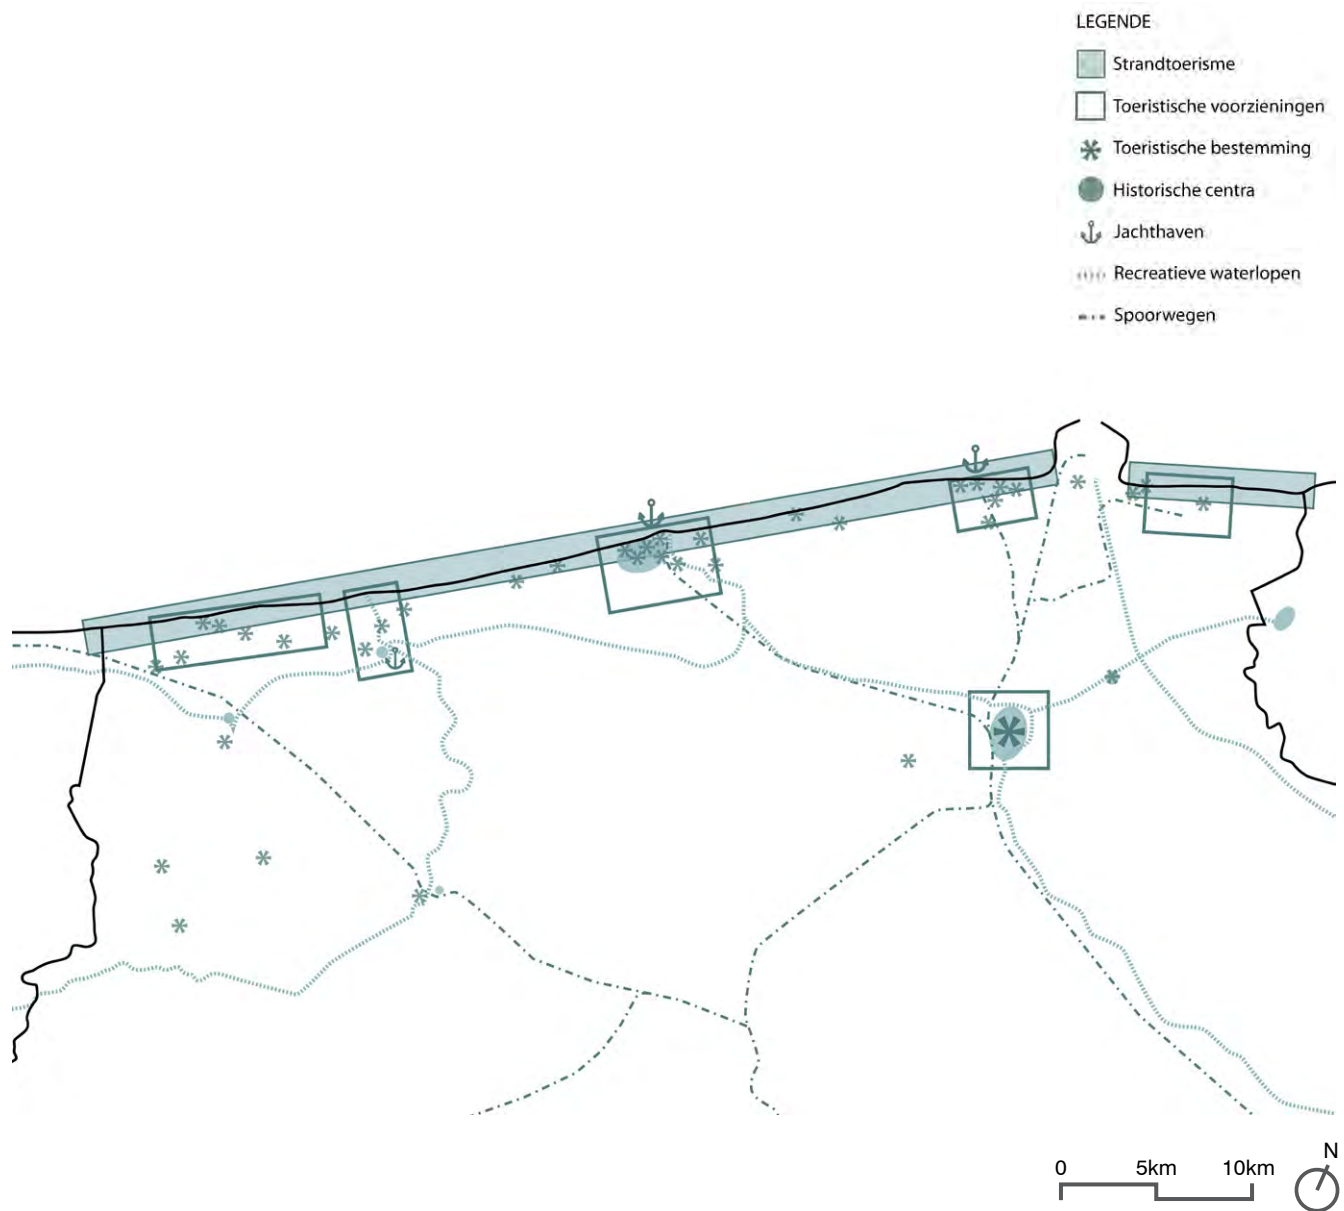 LEGENDE
Strandtoerisme
Toeristische voorzieningen
Toeristische bestemming
Historische centra
Jachthaven
Recreatieve waterlopen
Spoorwegen
0 5km 10km
N